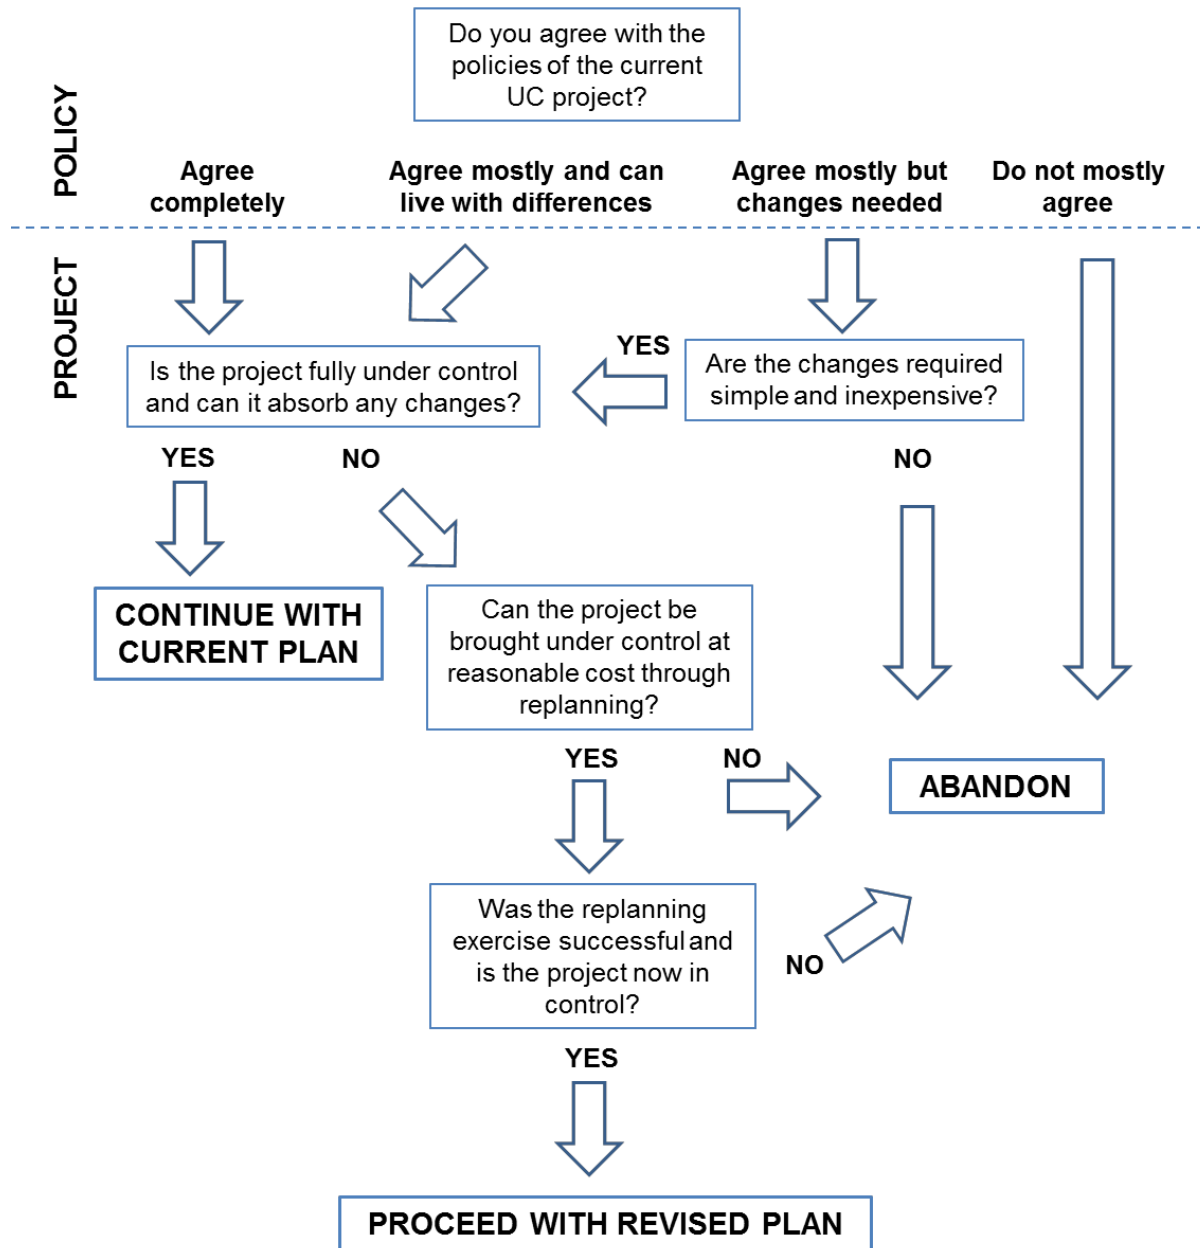 Do you agree with the
policies of the current
UC project?
POLICY
Agree
completely
Agree mostly and can
live with differences
Agree mostly but
changes needed
Do not mostly
agree
PROJECT
Is the project fully under control
and can it absorb any changes?
YES
Are the changes required
simple and inexpensive?
YES
NO
NO
CONTINUE WITH
CURRENT PLAN
Can the project be
brought under control at
reasonable cost through
replanning?
YES
NO
ABANDON
Was the replanning
exercise successful and
is the project now in
control?
NO
YES
PROCEED WITH REVISED PLAN